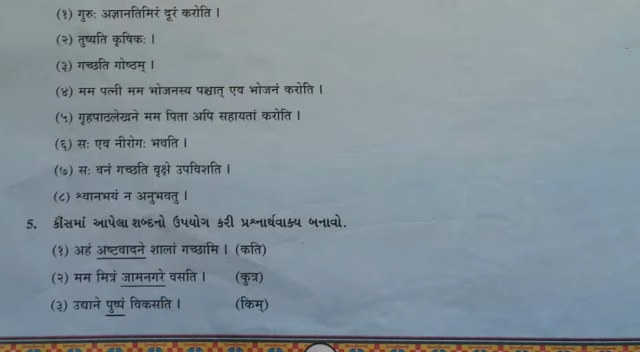 (१) गुरुः अज्ञानतिमिरं दूरं करोति ।
(२) तुष्यति कृषिकः ।
(३) गच्छति गोष्ठम् ।
(४) मम पत्नी मम भोजनस्य पश्चात् एव भोजनं करोति ।
(५) गृहपाठलेखने मम पिता अपि सहायतां करोति ।
(६) सः एव नीरोगः भवति ।
(७) सः वनं गच्छति वृक्षे उपविशति ।
(८) श्वानभयं न अनुभवतु ।
5. કૌંસમાં આપેલા શબ્દનો ઉપયોગ કરી પ્રશ્નાર્થવાક્ય બનાવો.
(१) अहं अष्टवादने शालां गच्छामि । (कति)
(२) मम मित्रं जामनगरे वसति । (कुत्र)
(३) उद्याने पुष्पं विकसति । (किम्)